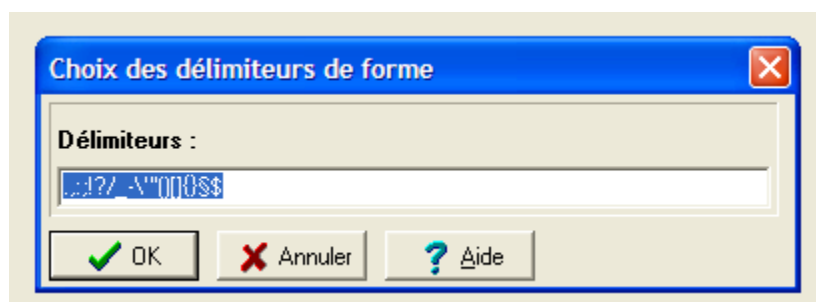 Choix des délimiteurs de forme
Délimiteurs :
.,:;!?/_-\'"()[]{}§$
OK Annuler Aide